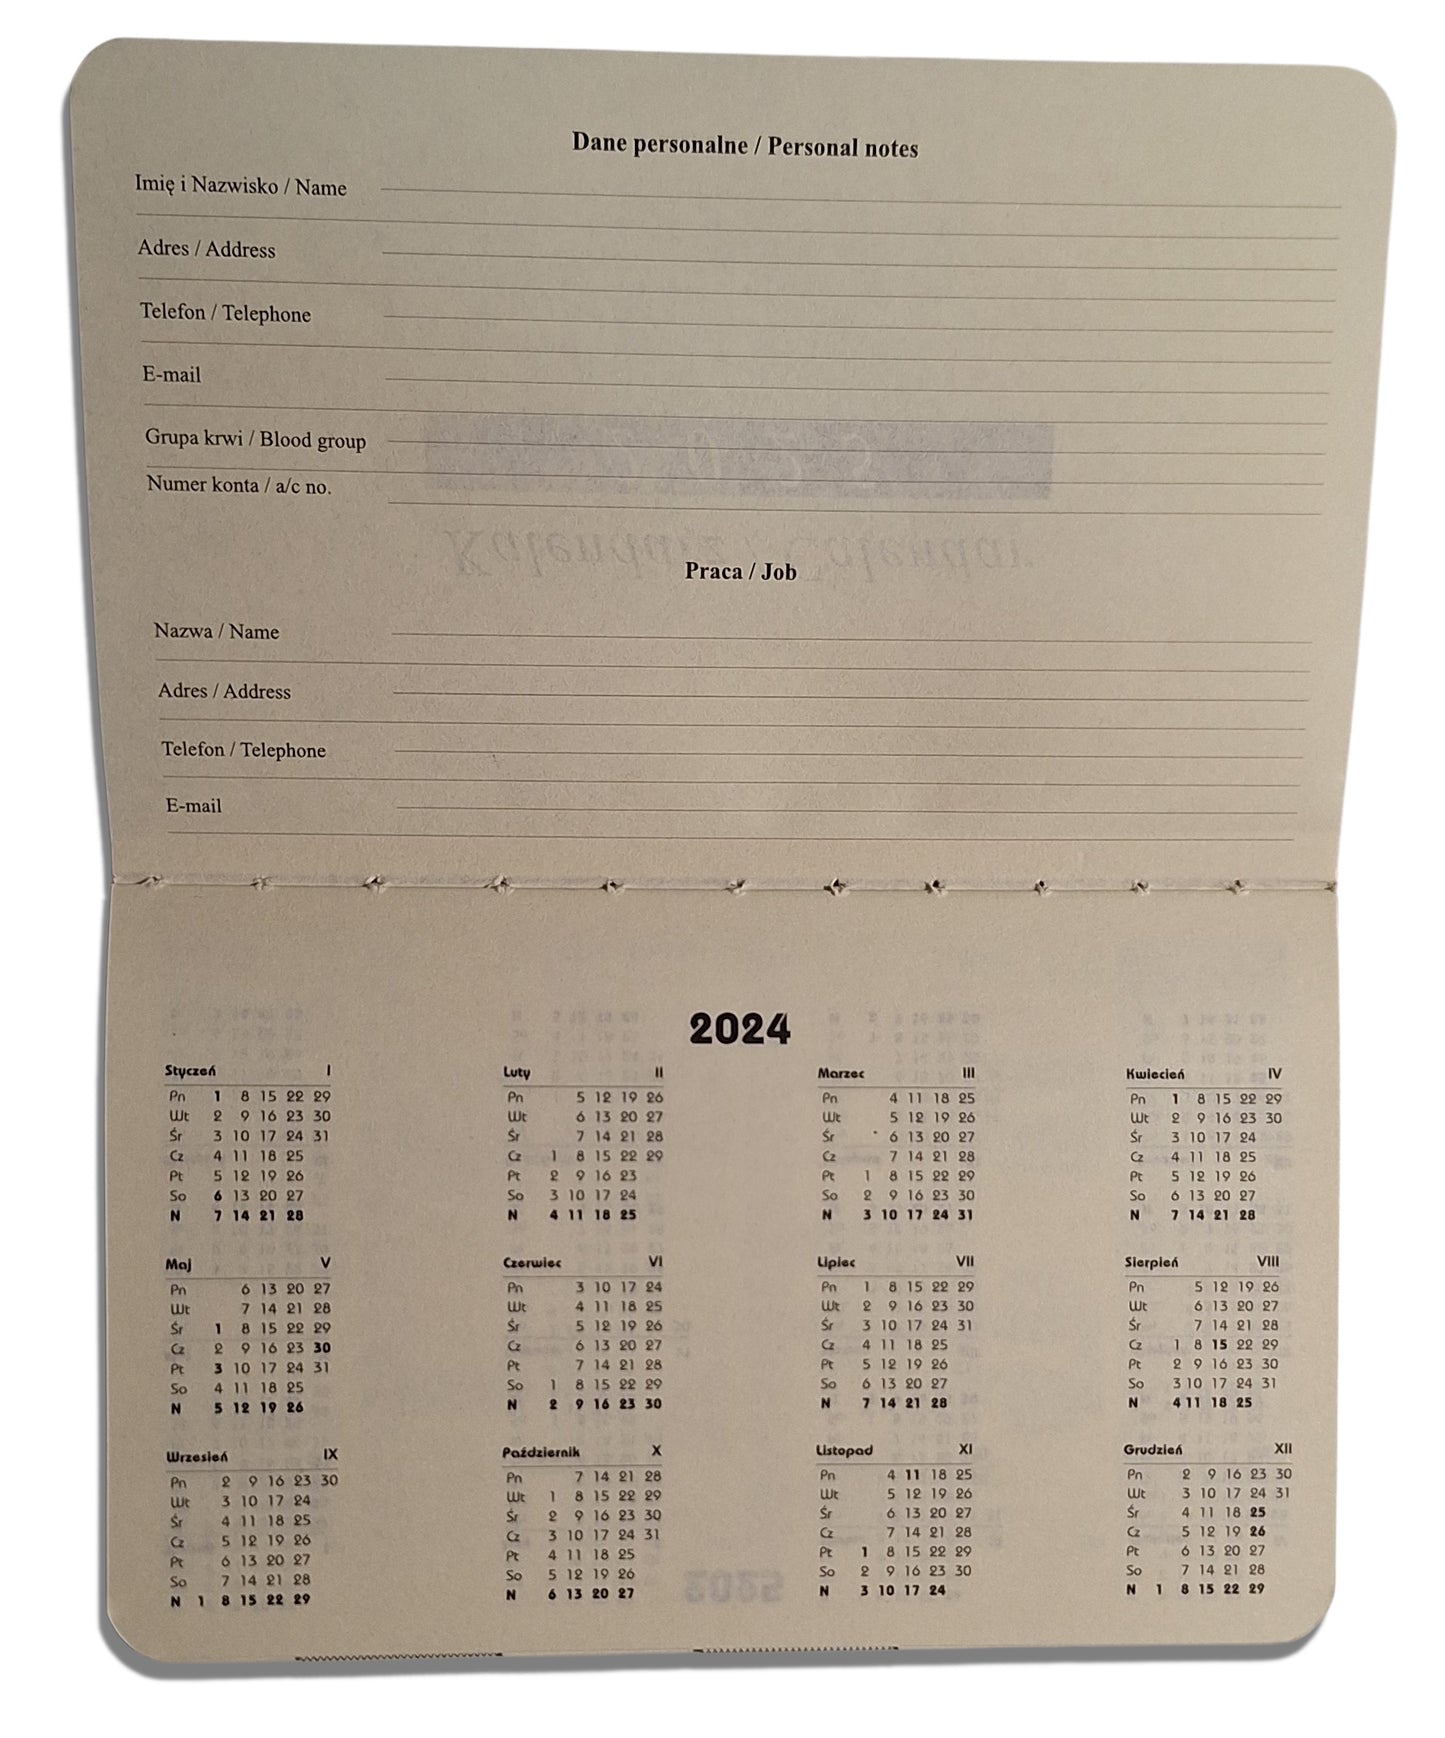 Dane personalne / Personal notes
Imię i Nazwisko / Name
Adres / Address
Telefon / Telephone
E-mail
Grupa krwi / Blood group
Numer konta / a/c no.
Praca / Job
Nazwa / Name
Adres / Address
Telefon / Telephone
E-mail
2024
Styczeń I
Pn 1 8 15 22 29
Wt 2 9 16 23 30
Śr 3 10 17 24 31
Cz 4 11 18 25
Pt 5 12 19 26
So 6 13 20 27
N 7 14 21 28
Luty II
Pn 5 12 19 26
Wt 6 13 20 27
Śr 7 14 21 28
Cz 1 8 15 22 29
Pt 2 9 16 23
So 3 10 17 24
N 4 11 18 25
Marzec III
Pn 4 11 18 25
Wt 5 12 19 26
Śr 6 13 20 27
Cz 7 14 21 28
Pt 1 8 15 22 29
So 2 9 16 23 30
N 3 10 17 24 31
Kwiecień IV
Pn 1 8 15 22 29
Wt 2 9 16 23 30
Śr 3 10 17 24
Cz 4 11 18 25
Pt 5 12 19 26
So 6 13 20 27
N 7 14 21 28
Maj V
Pn 6 13 20 27
Wt 7 14 21 28
Śr 1 8 15 22 29
Cz 2 9 16 23 30
Pt 3 10 17 24 31
So 4 11 18 25
N 5 12 19 26
Czerwiec VI
Pn 3 10 17 24
Wt 4 11 18 25
Śr 5 12 19 26
Cz 6 13 20 27
Pt 7 14 21 28
So 1 8 15 22 29
N 2 9 16 23 30
Lipiec VII
Pn 1 8 15 22 29
Wt 2 9 16 23 30
Śr 3 10 17 24 31
Cz 4 11 18 25
Pt 5 12 19 26
So 6 13 20 27
N 7 14 21 28
Sierpień VIII
Pn 5 12 19 26
Wt 6 13 20 27
Śr 7 14 21 28
Cz 1 8 15 22 29
Pt 2 9 16 23 30
So 3 10 17 24 31
N 4 11 18 25
Wrzesień IX
Pn 2 9 16 23 30
Wt 3 10 17 24
Śr 4 11 18 25
Cz 5 12 19 26
Pt 6 13 20 27
So 7 14 21 28
N 1 8 15 22 29
Październik X
Pn 7 14 21 28
Wt 1 8 15 22 29
Śr 2 9 16 23 30
Cz 3 10 17 24 31
Pt 4 11 18 25
So 5 12 19 26
N 6 13 20 27
Listopad XI
Pn 4 11 18 25
Wt 5 12 19 26
Śr 6 13 20 27
Cz 7 14 21 28
Pt 1 8 15 22 29
So 2 9 16 23 30
N 3 10 17 24
Grudzień XII
Pn 2 9 16 23 30
Wt 3 10 17 24 31
Śr 4 11 18 25
Cz 5 12 19 26
Pt 6 13 20 27
So 7 14 21 28
N 1 8 15 22 29